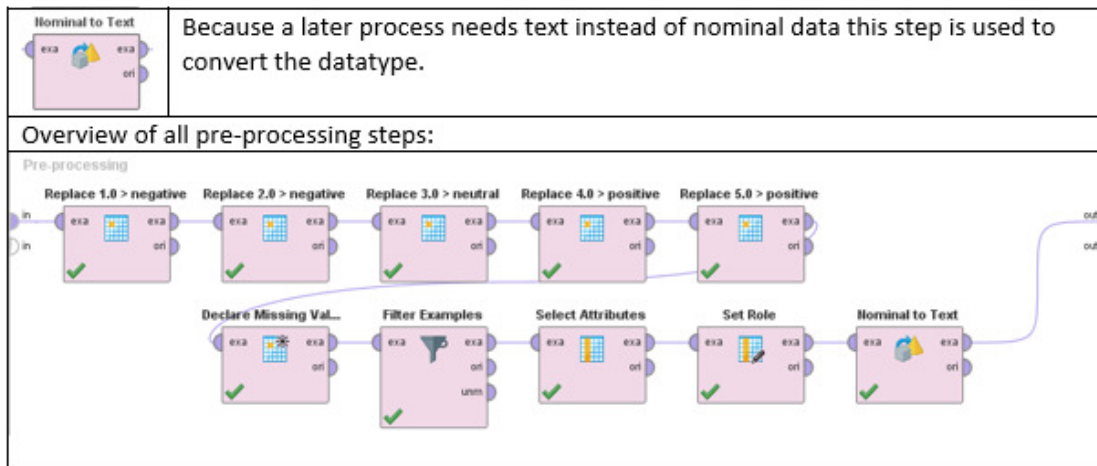 Nominal to Text
exa exa
ori
Because a later process needs text instead of nominal data this step is used to
convert the datatype.
Overview of all pre-processing steps:
Pre-processing
Replace 1.0 > negative Replace 2.0 > negative Replace 3.0 > neutral Replace 4.0 > positive Replace 5.0 > positive
in exa exa exa exa exa exa exa exa exa exa out
in ori ori ori ori ori out
Declare Missing Val... Filter Examples Select Attributes Set Role Nominal to Text
exa exa exa exa exa exa exa exa exa exa
ori ori ori ori ori
unm